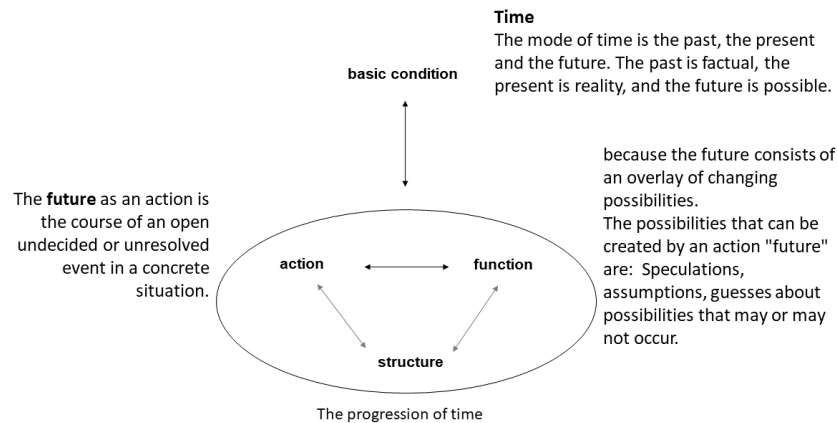 Time
The mode of time is the past, the present
and the future. The past is factual, the
present is reality, and the future is possible.
basic condition
because the future consists of
an overlay of changing
possibilities.
The possibilities that can be
created by an action "future"
are: Speculations,
assumptions, guesses about
possibilities that may or may
not occur.
The future as an action is
the course of an open
undecided or unresolved
event in a concrete
situation.
action
function
structure
The progression of time